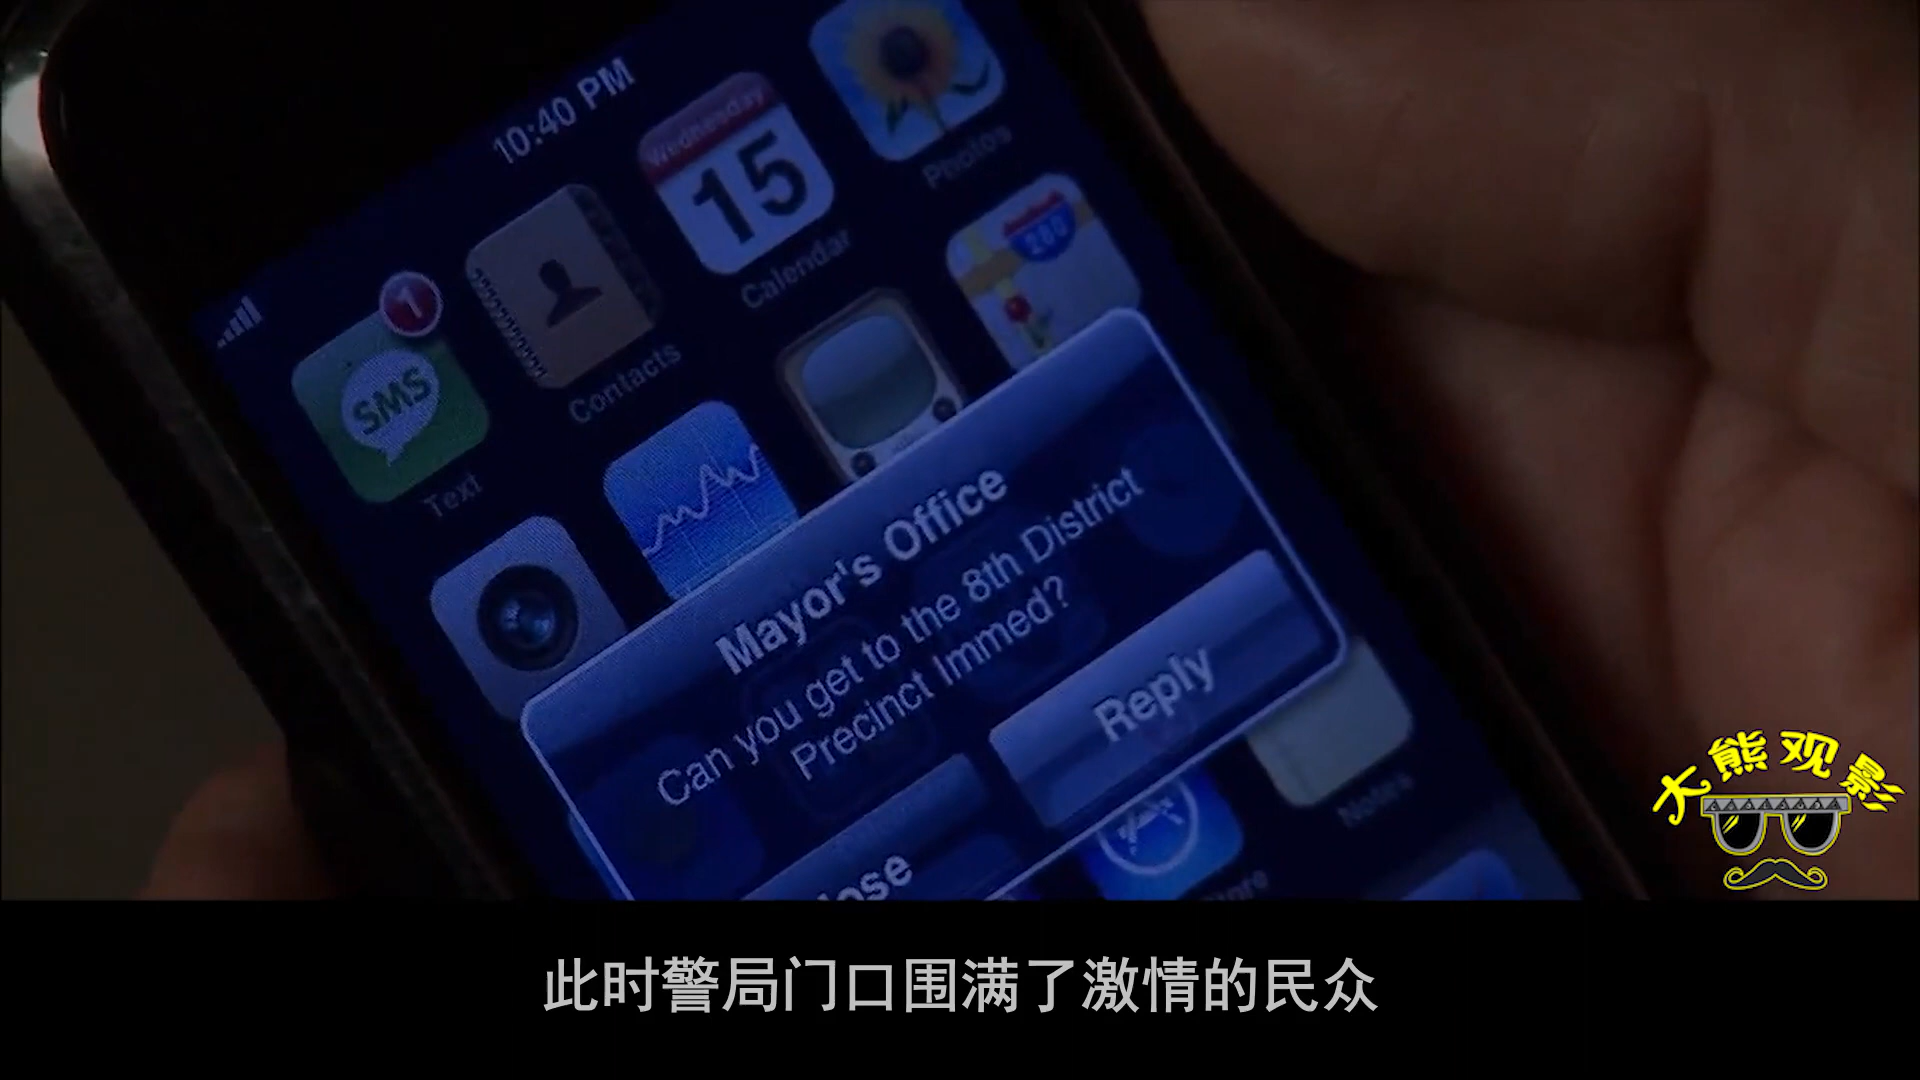 10:40 PM
Wednesday
15
Calendar
Photos
280
1
SMS
Text
Contacts
Mayor's Office
Can you get to the 8th District
Precinct Immed?
Reply
lose
Notes
Store
大熊观影
此时警局门口围满了激情的民众